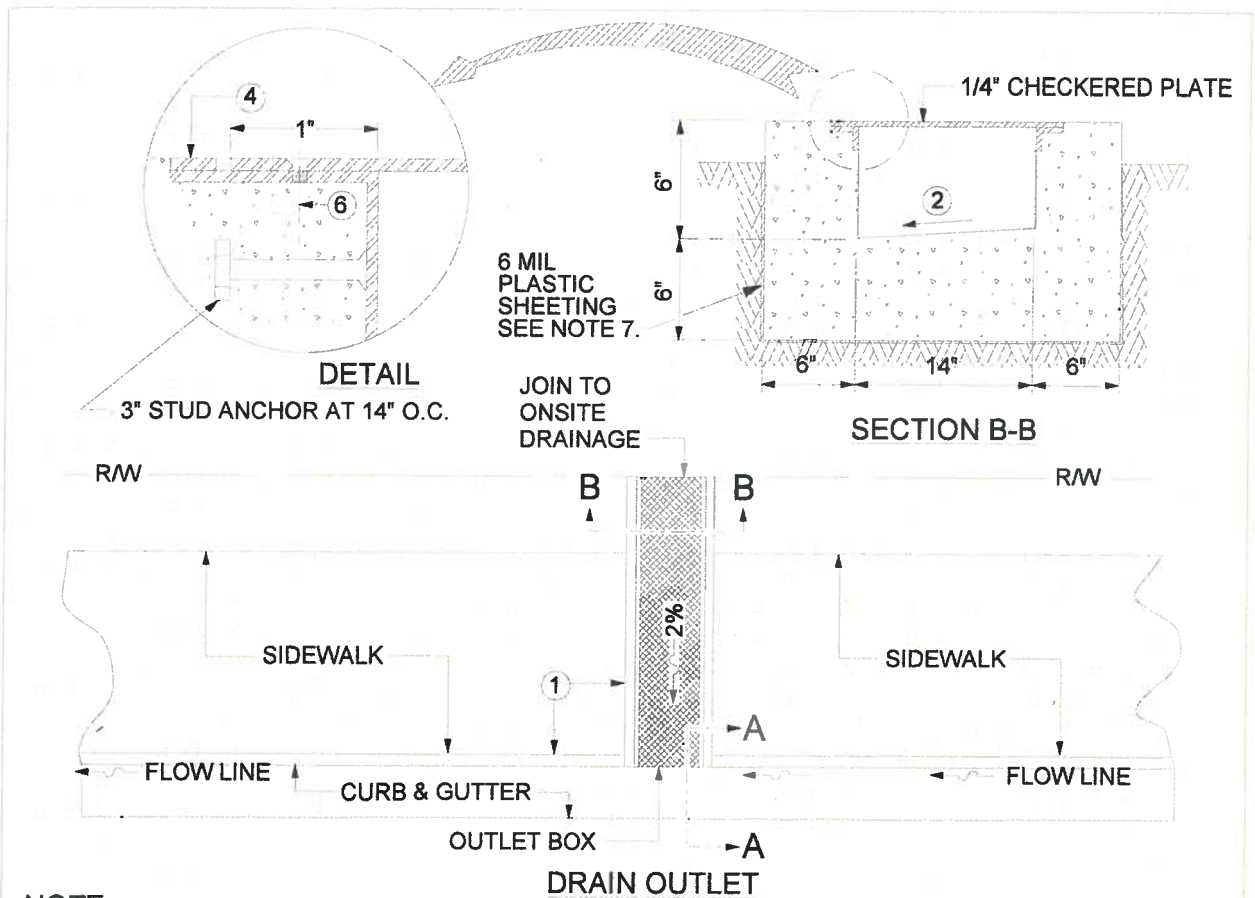 4
1"
6
DETAIL
3" STUD ANCHOR AT 14" O.C.
1/4" CHECKERED PLATE
6"
2
6 MIL
PLASTIC
SHEETING
SEE NOTE 7.
6"
6"
14"
6"
SECTION B-B
JOIN TO
ONSITE
DRAINAGE
R/W
R/W
B
B
2%
SIDEWALK
SIDEWALK
1
A
FLOW LINE
FLOW LINE
CURB & GUTTER
OUTLET BOX
A
DRAIN OUTLET